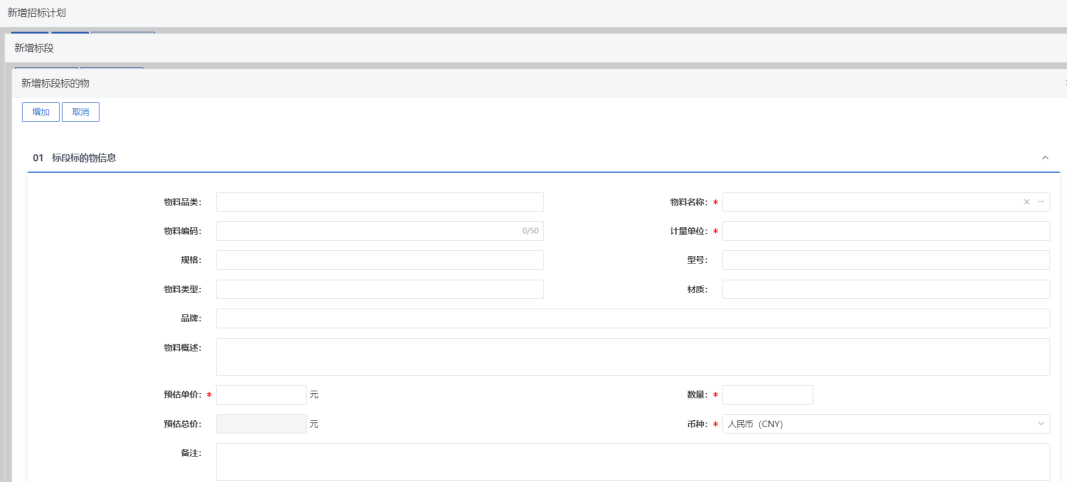 新增招标计划
新增标段
新增标段标的物
增加 取消
01 标段标的物信息
物料品类: 物料名称: *
物料编码: 0/50 计量单位: *
规格: 型号:
物料类型: 材质:
品牌:
物料概述:
预估单价: * 元 数量: *
预估总价: 元 币种: * 人民币 (CNY)
备注: